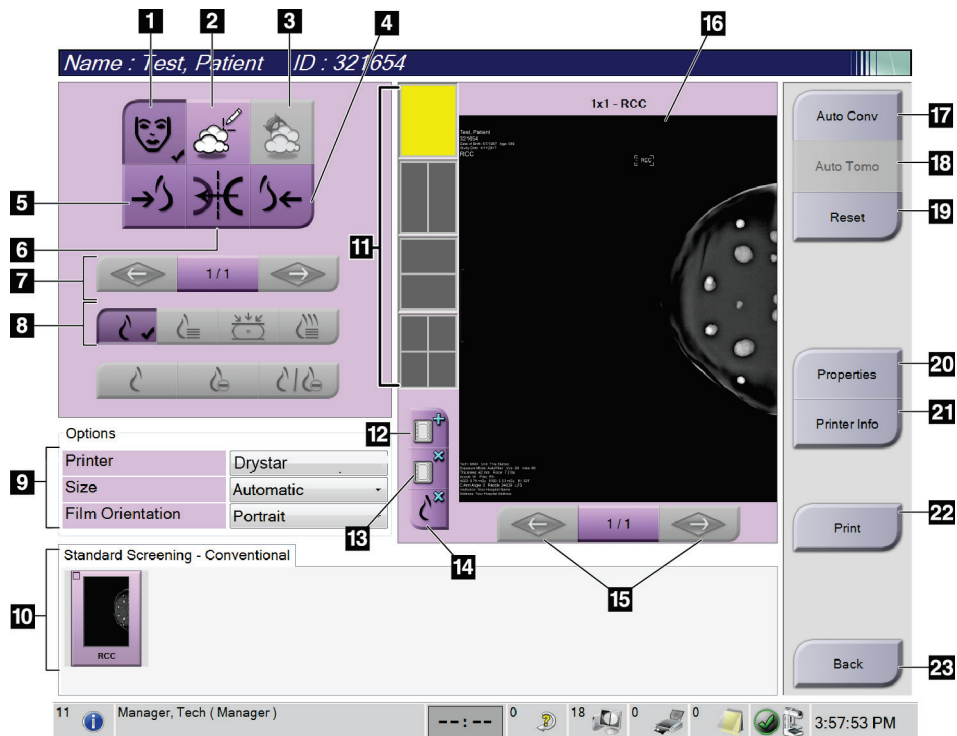 1
2
3
4
16
Name : Test, Patient ID : 321654
1x1 - RCC
Test, Patient
321654
RCC
RCC
Auto Conv
17
Auto Tomo
18
Reset
19
5
6
11
7
1 / 1
8
Properties
20
Printer Info
21
12
Options
9
Printer
Drystar
Size
Automatic
Film Orientation
Portrait
13
14
1 / 1
15
Print
22
10
Standard Screening - Conventional
RCC
Back
23
11
Manager, Tech ( Manager )
--:--
0
18
0
0
3:57:53 PM